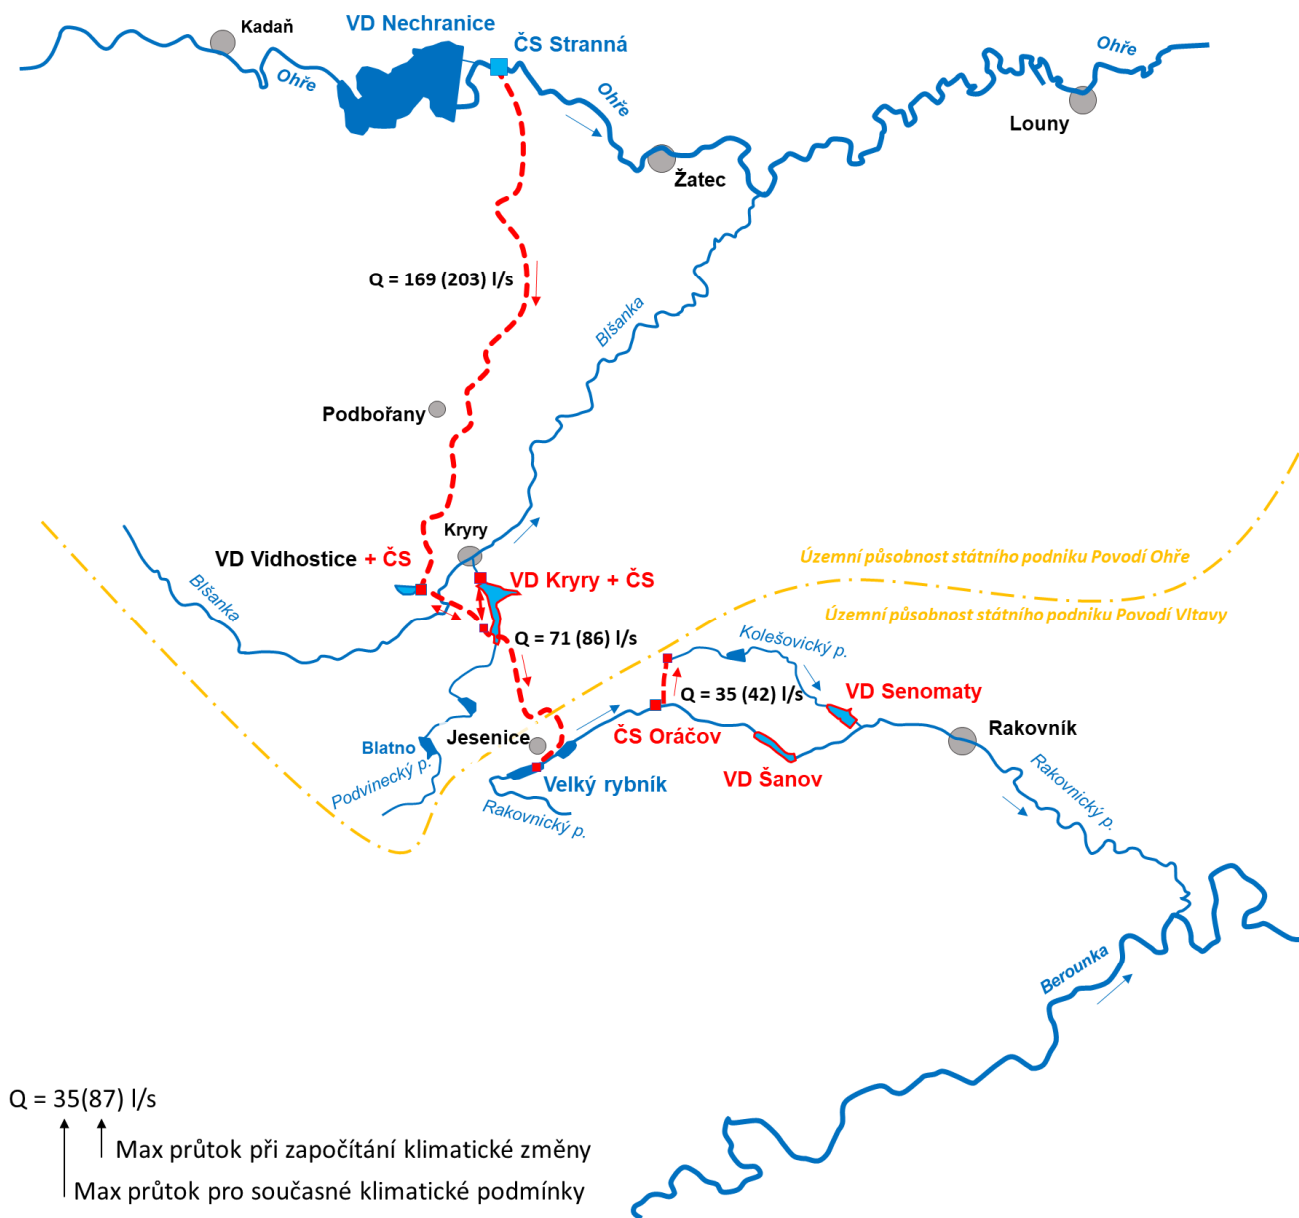 Kadaň
VD Nechranice
ČS Stranná
Ohře
Ohře
Ohře
Louny
Žatec
Q = 169 (203) l/s
Blšanka
Podbořany
Kryry
VD Vidhostice + ČS
VD Kryry + ČS
Blšanka
Územní působnost státního podniku Povodí Ohře
Územní působnost státního podniku Povodí Vltavy
Q = 71 (86) l/s
Kolešovický p.
Q = 35 (42) l/s
VD Senomaty
Jesenice
ČS Oráčov
Rakovník
Blatno
Podvinecký p.
Velký rybník
VD Šanov
Rakovnický p.
Rakovnický p.
Berounka
Q = 35(87) l/s
Max průtok při započítání klimatické změny
Max průtok pro současné klimatické podmínky